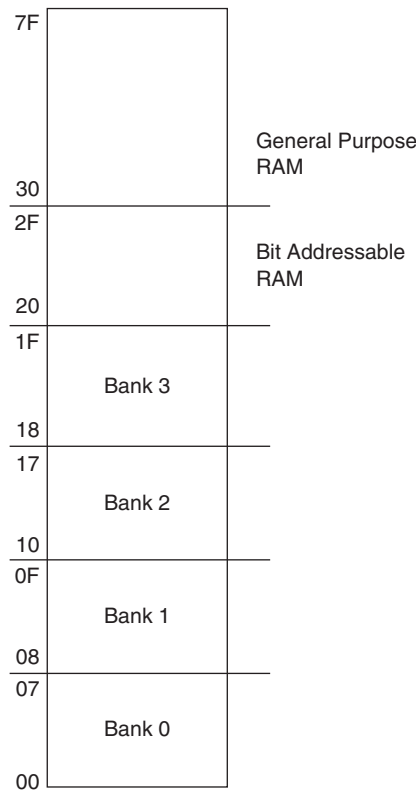 7F
General Purpose
RAM
30
2F
Bit Addressable
RAM
20
1F
Bank 3
18
17
Bank 2
10
0F
Bank 1
08
07
Bank 0
00